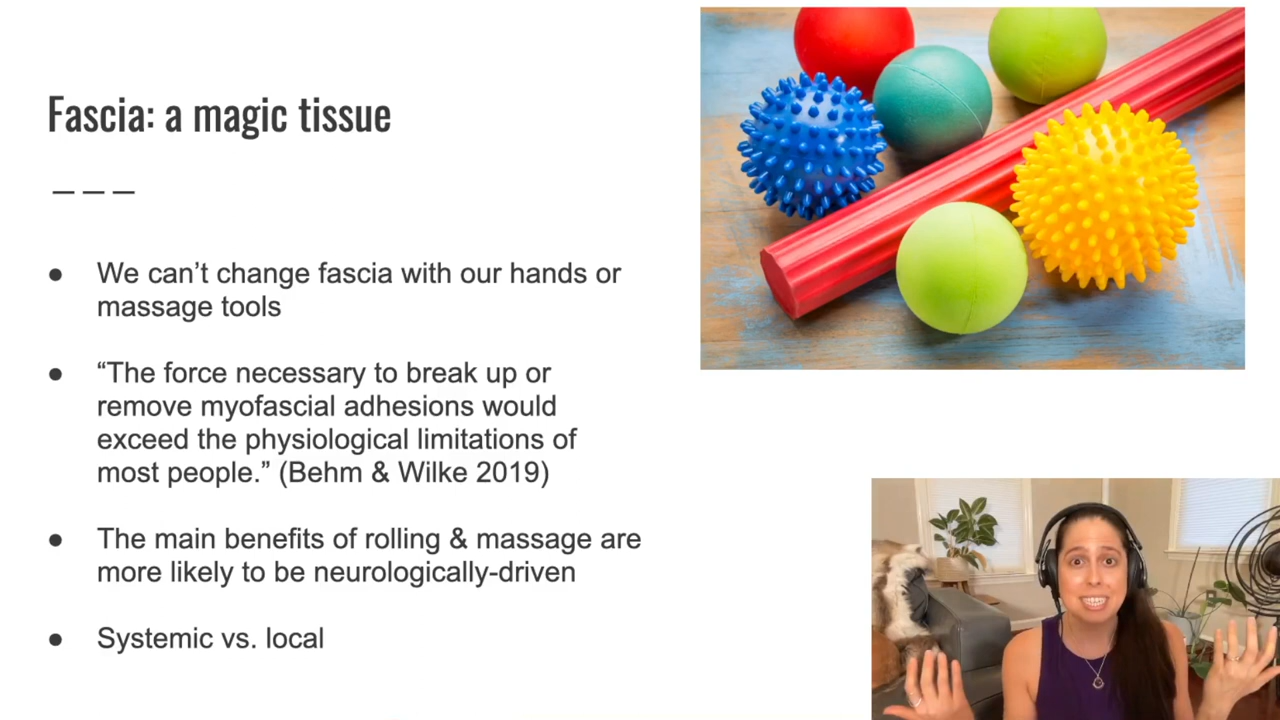 Fascia: a magic tissue
● We can’t change fascia with our hands or
massage tools
● “The force necessary to break up or
remove myofascial adhesions would
exceed the physiological limitations of
most people.” (Behm & Wilke 2019)
● The main benefits of rolling & massage are
more likely to be neurologically-driven
● Systemic vs. local